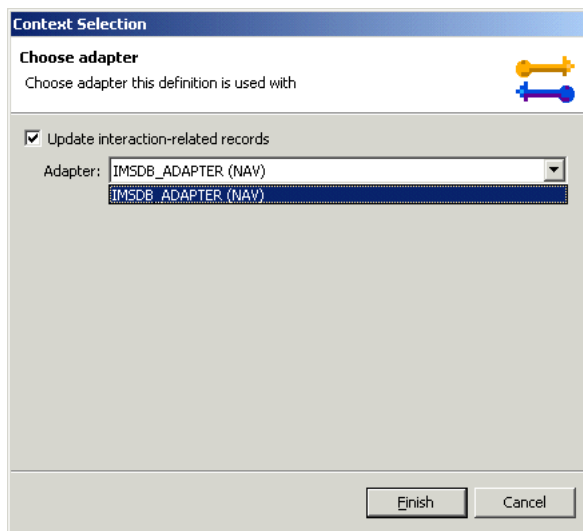 Context Selection
Choose adapter
Choose adapter this definition is used with
Update interaction-related records
Adapter: IMSDB_ADAPTER (NAV)
IMSDB_ADAPTER (NAV)
Finish Cancel